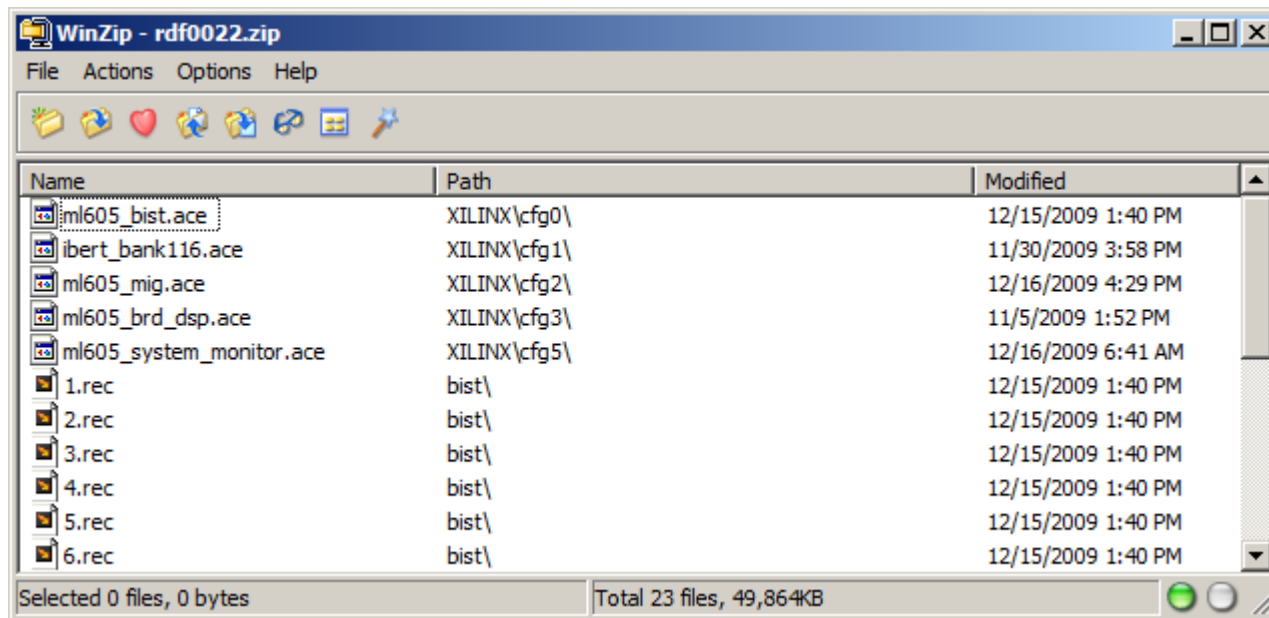 WinZip - rdf0022.zip
File Actions Options Help
Name Path Modified
ml605_bist.ace XILINX\cfg0\ 12/15/2009 1:40 PM
ibert_bank116.ace XILINX\cfg1\ 11/30/2009 3:58 PM
ml605_mig.ace XILINX\cfg2\ 12/16/2009 4:29 PM
ml605_brd_dsp.ace XILINX\cfg3\ 11/5/2009 1:52 PM
ml605_system_monitor.ace XILINX\cfg5\ 12/16/2009 6:41 AM
1.rec bist\ 12/15/2009 1:40 PM
2.rec bist\ 12/15/2009 1:40 PM
3.rec bist\ 12/15/2009 1:40 PM
4.rec bist\ 12/15/2009 1:40 PM
5.rec bist\ 12/15/2009 1:40 PM
6.rec bist\ 12/15/2009 1:40 PM
Selected 0 files, 0 bytes Total 23 files, 49,864KB